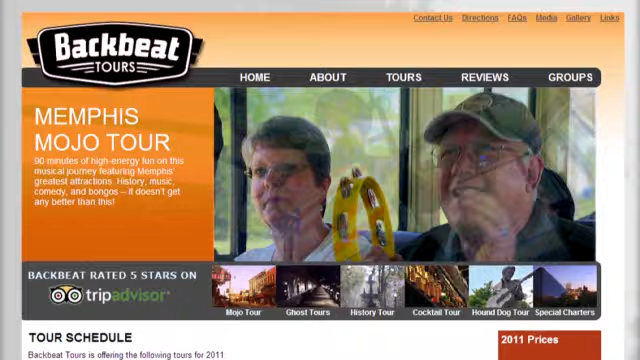 Contact Us Directions FAQs Media Gallery Links
Backbeat
TOURS
HOME ABOUT TOURS REVIEWS GROUPS
MEMPHIS
MOJO TOUR
90 minutes of high-energy fun on this
musical journey featuring Memphis'
greatest attractions. History, music,
comedy, and bongos – it doesn't get
any better than this!
BACKBEAT RATED 5 STARS ON
tripadvisor
Mojo Tour Ghost Tours History Tour Cocktail Tour Hound Dog Tour Special Charters
TOUR SCHEDULE
2011 Prices
Backbeat Tours is offering the following tours for 2011: